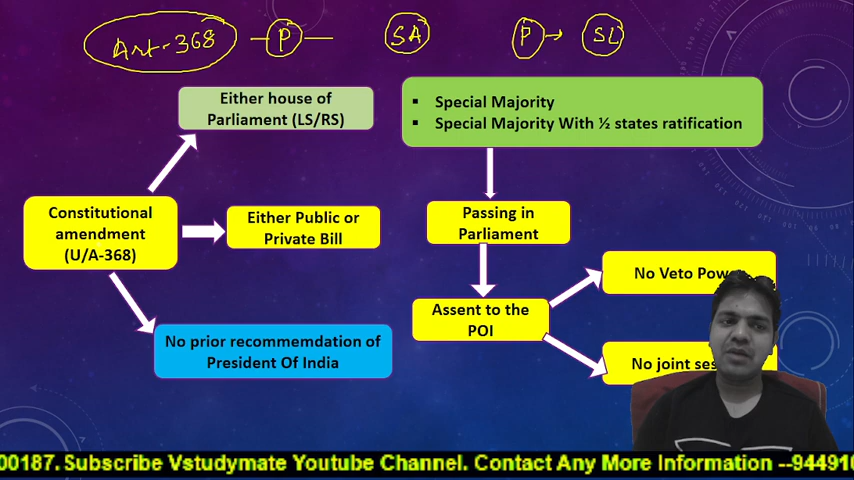 Art-368 — P — SA P → SL
Either house of
Parliament (LS/RS)
▪ Special Majority
▪ Special Majority With ½ states ratification
Constitutional
amendment
(U/A-368)
Either Public or
Private Bill
Passing in
Parliament
No Veto Pow
Assent to the
POI
No prior recommemdation of
President Of India
No joint ses
00187. Subscribe Vstudymate Youtube Channel. Contact Any More Information --94491